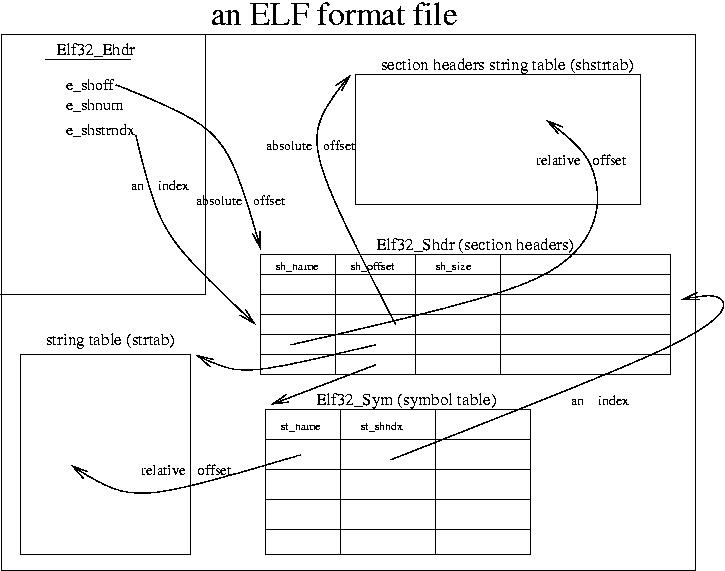 an ELF format file
Elf32_Ehdr
e_shoff
e_shnum
e_shstrndx
an index
absolute offset
section headers string table (shstrtab)
absolute offset
relative offset
Elf32_Shdr (section headers)
sh_name sh_offset sh_size
string table (strtab)
Elf32_Sym (symbol table)
an index
st_name st_shndx
relative offset